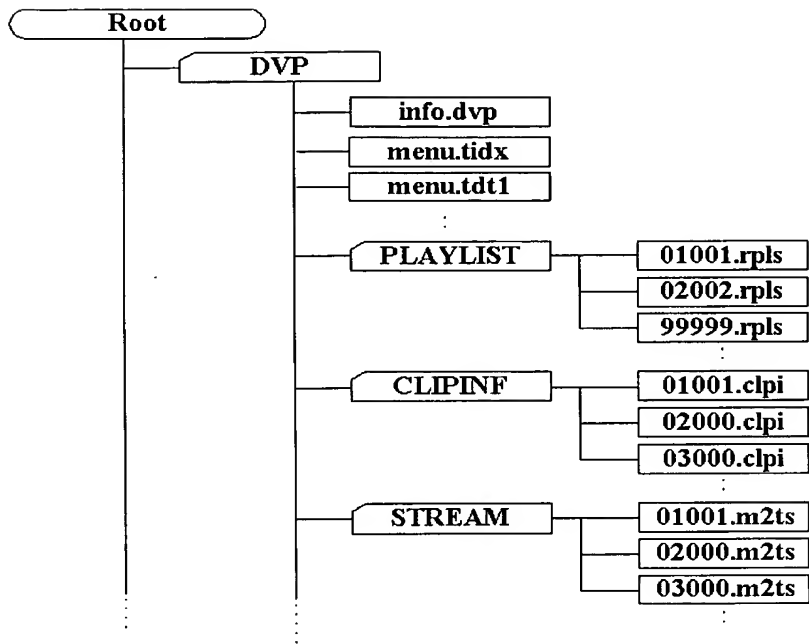 Root
DVP
info.dvp
menu.tidx
menu.tdt1
PLAYLIST
01001.rpls
02002.rpls
99999.rpls
CLIPINF
01001.clpi
02000.clpi
03000.clpi
STREAM
01001.m2ts
02000.m2ts
03000.m2ts